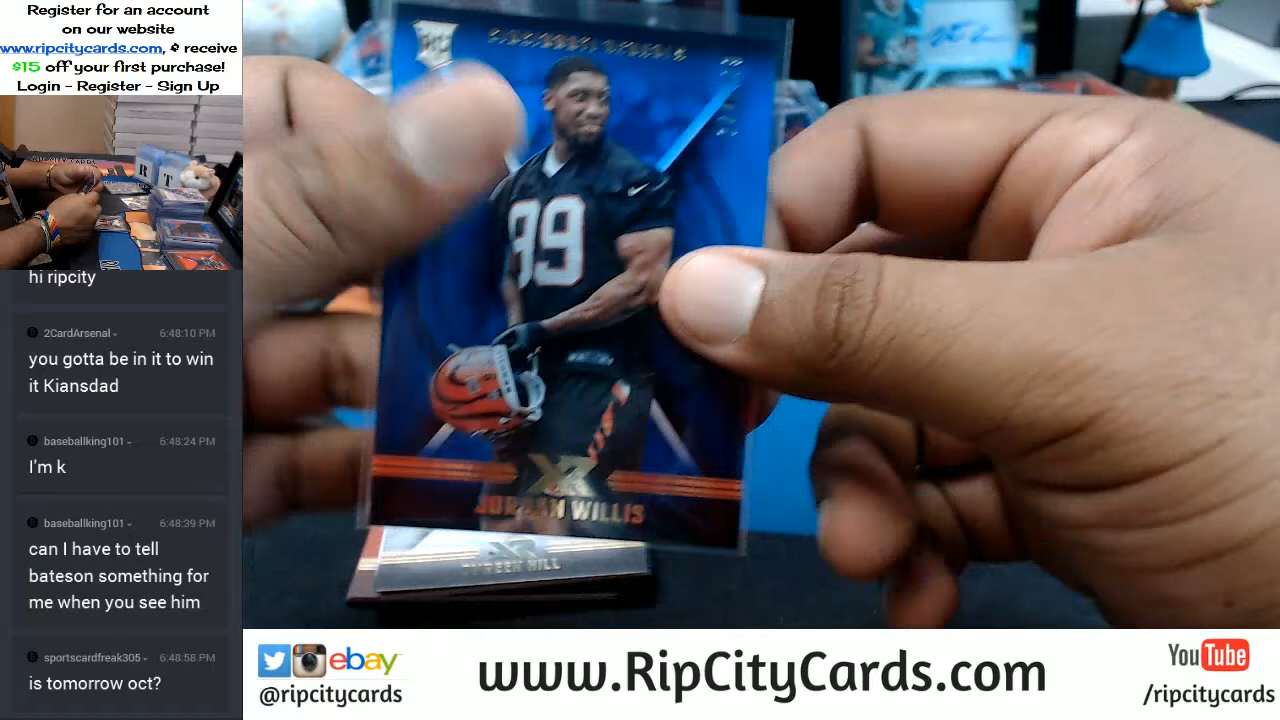 Register for an account
on our website
www.ripcitycards.com, & receive
$15 off your first purchase!
Login - Register - Sign Up
hi ripcity
2CardArsenal
6:48:10 PM
you gotta be in it to win
it Kiansdad
baseballking101
6:48:24 PM
I'm k
baseballking101
6:48:39 PM
can I have to tell
bateson something for
me when you see him
sportscardfreak305
6:48:58 PM
is tomorrow oct?
RC
99
XR
JORDAN WILLIS
XR
HILL
R T
ebay
@ripcitycards
www.RipCityCards.com
YouTube
/ripcitycards